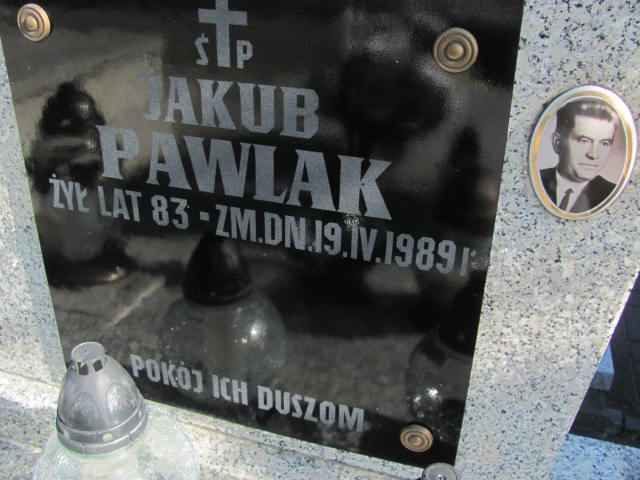 Ś P
JAKUB
PAWLAK
ŻYŁ LAT 83 - ZM.DN.19.IV.1989 r
POKÓJ ICH DUSZOM